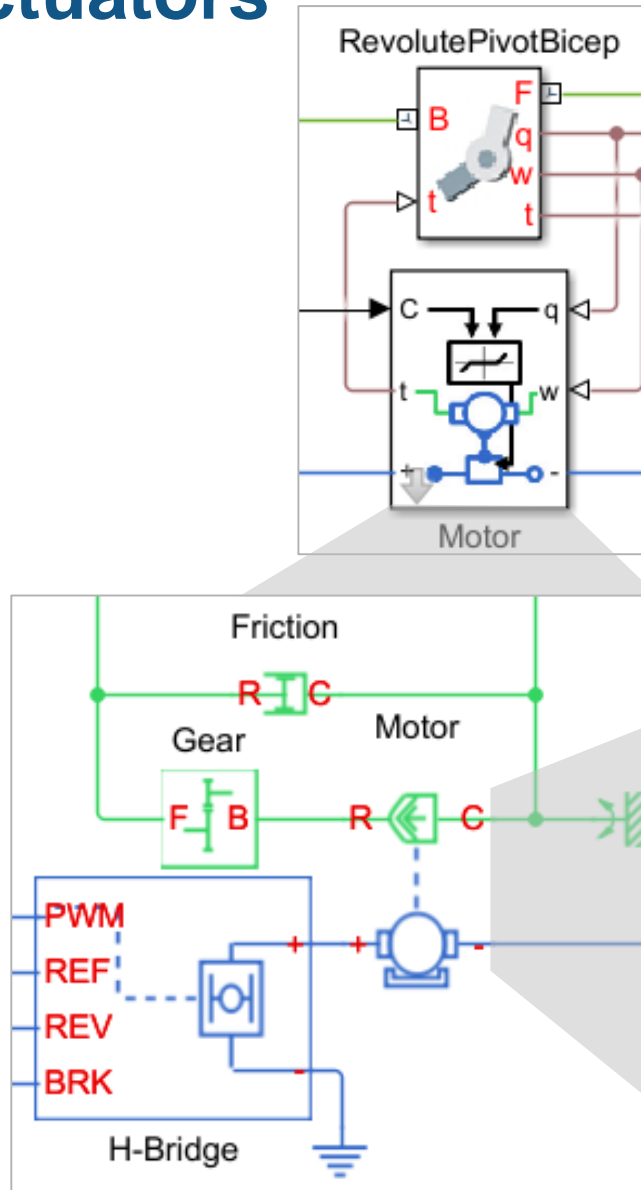 ctuators
RevolutePivotBicep
B F
q
w
t t
C q
t w
+ -
Motor
Friction
R C
Gear Motor
F B R C
PWM + + -
REF
REV
BRK -
H-Bridge